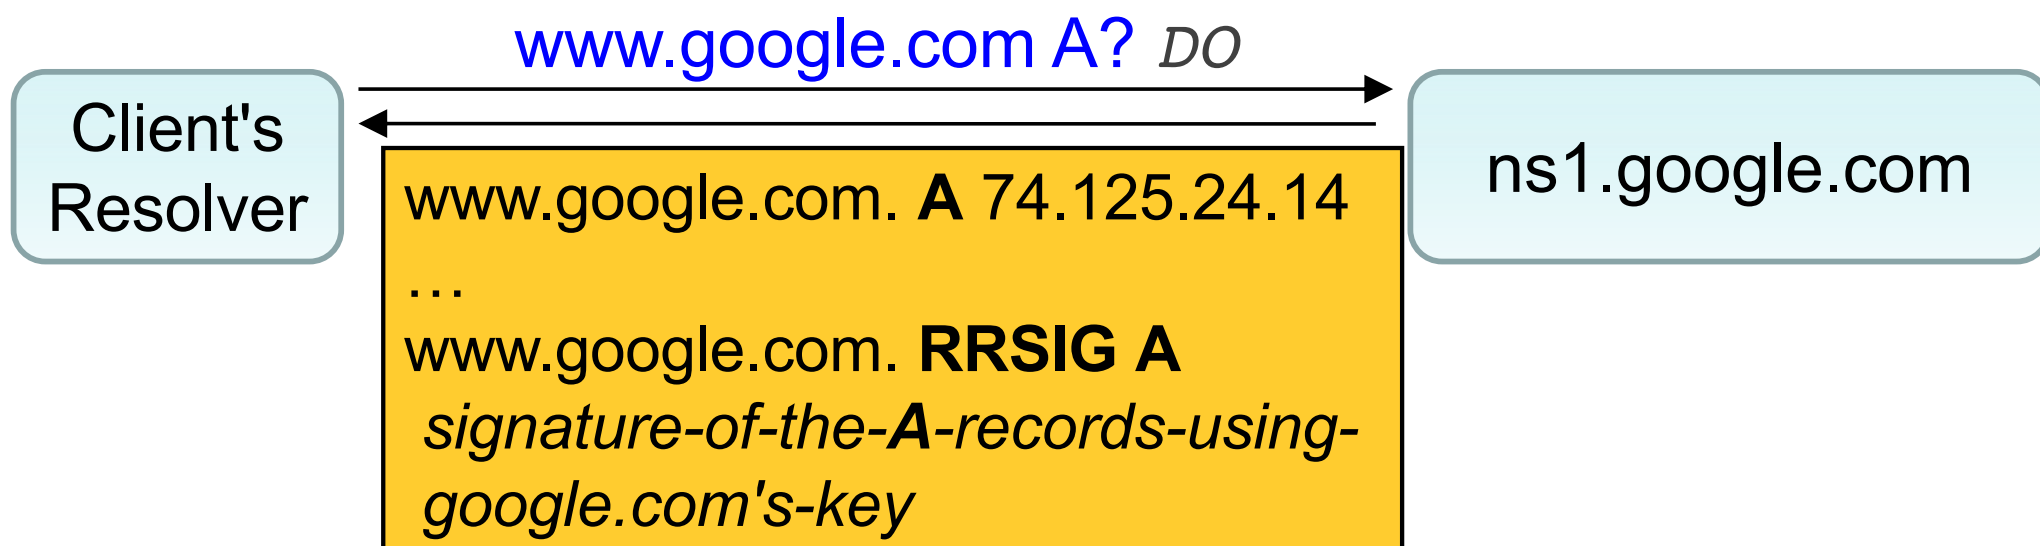 www.google.com A? DO
Client's
Resolver
www.google.com. A 74.125.24.14
…
www.google.com. RRSIG A
signature-of-the-A-records-using-
google.com's-key
ns1.google.com